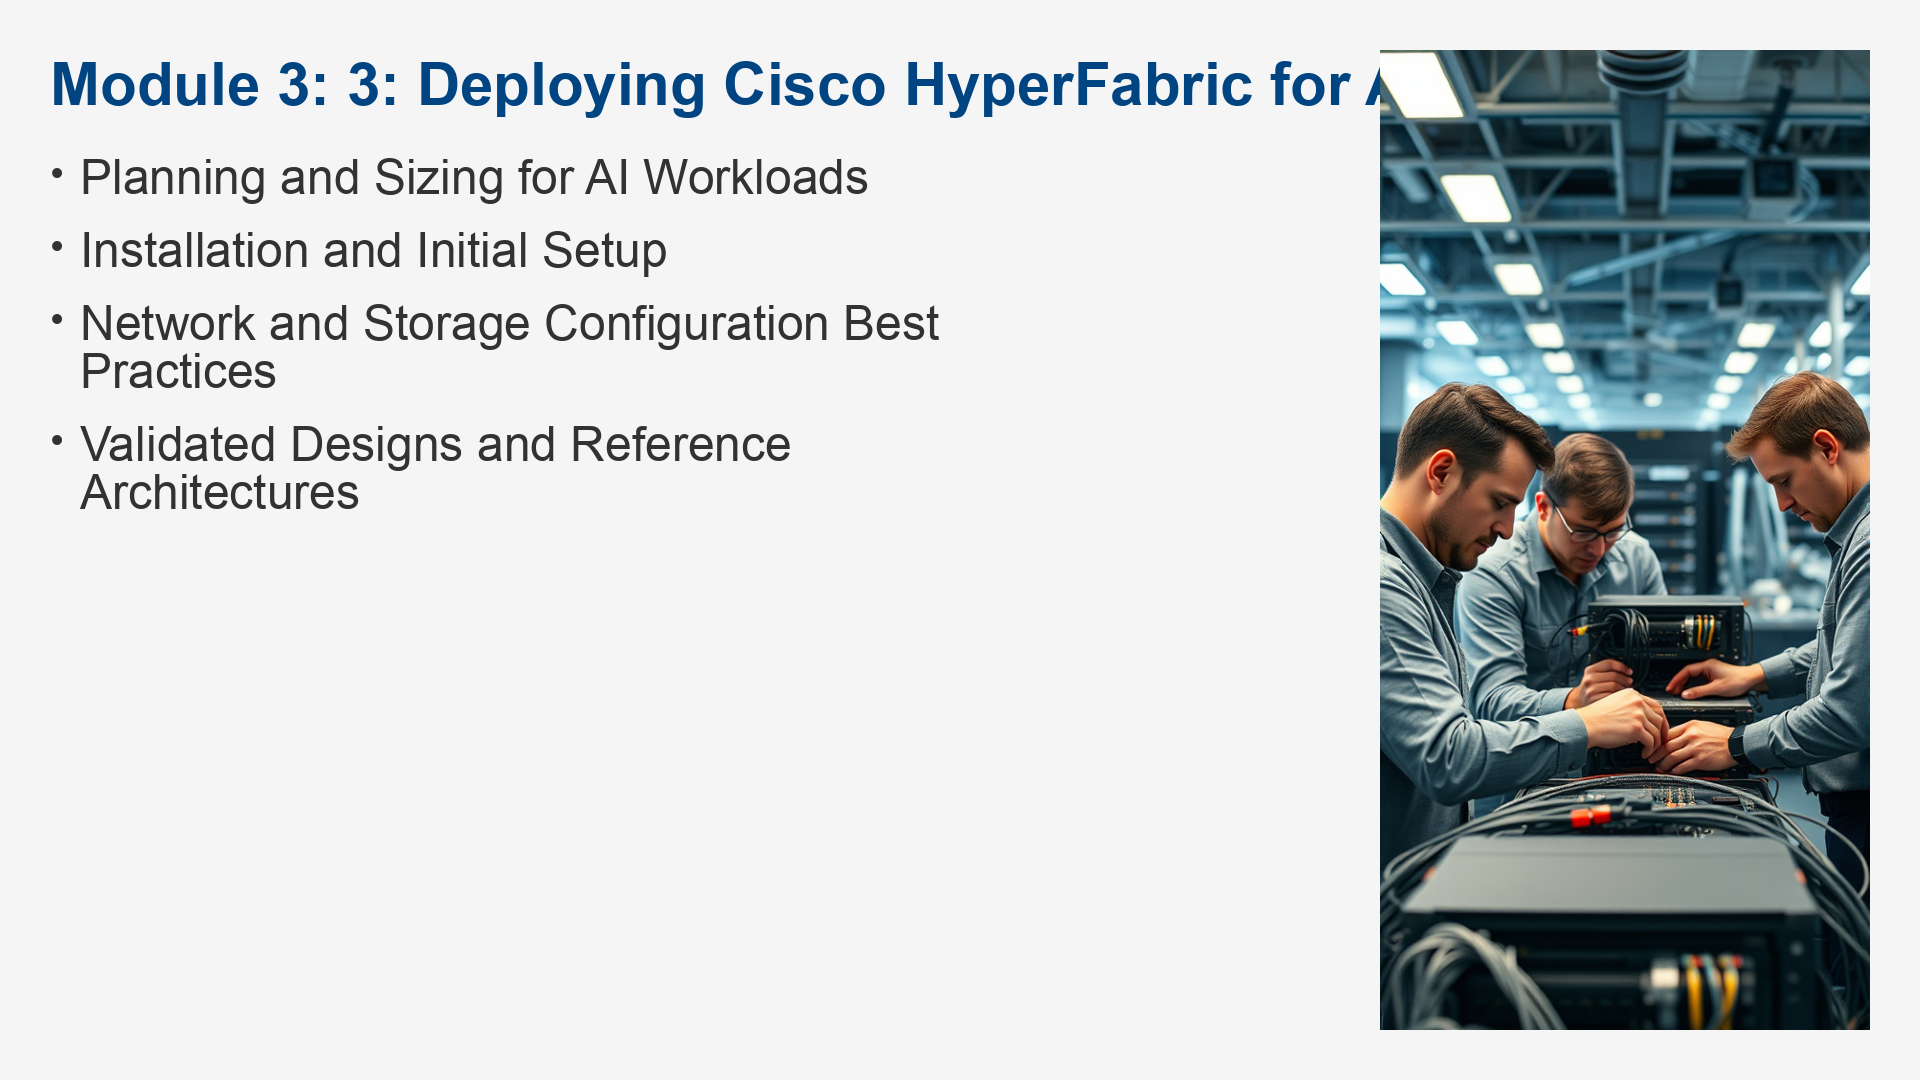 Module 3: 3: Deploying Cisco HyperFabric for
• Planning and Sizing for AI Workloads
• Installation and Initial Setup
• Network and Storage Configuration Best
Practices
• Validated Designs and Reference
Architectures